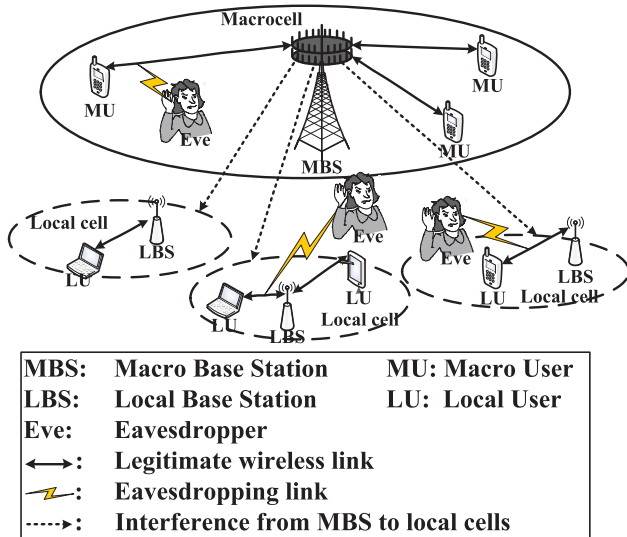 Macrocell
MU
MU
Eve
MU
MBS
Local cell
LBS
LU
Eve
Eve
LBS
LU
Local cell
LU
LU
LBS
Local cell
MBS: Macro Base Station MU: Macro User
LBS: Local Base Station LU: Local User
Eve: Eavesdropper
: Legitimate wireless link
: Eavesdropping link
: Interference from MBS to local cells